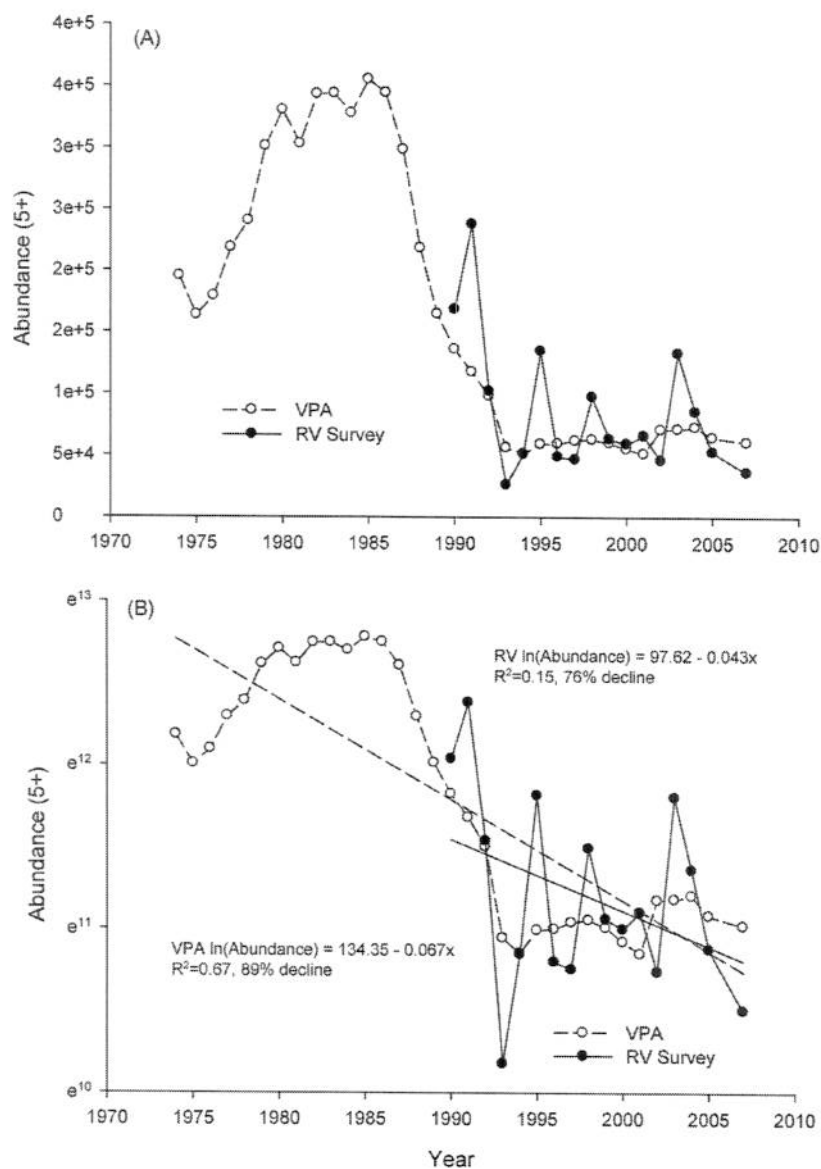 (A)
4e+5
4e+5
3e+5
3e+5
2e+5
2e+5
1e+5
5e+4
0
Abundance (5+)
VPA
RV Survey
1970 1975 1980 1985 1990 1995 2000 2005 2010
(B)
e13
e12
e11
e10
Abundance (5+)
RV ln(Abundance) = 97.62 - 0.043x
R2=0.15, 76% decline
VPA ln(Abundance) = 134.35 - 0.067x
R2=0.67, 89% decline
VPA
RV Survey
1970 1975 1980 1985 1990 1995 2000 2005 2010
Year